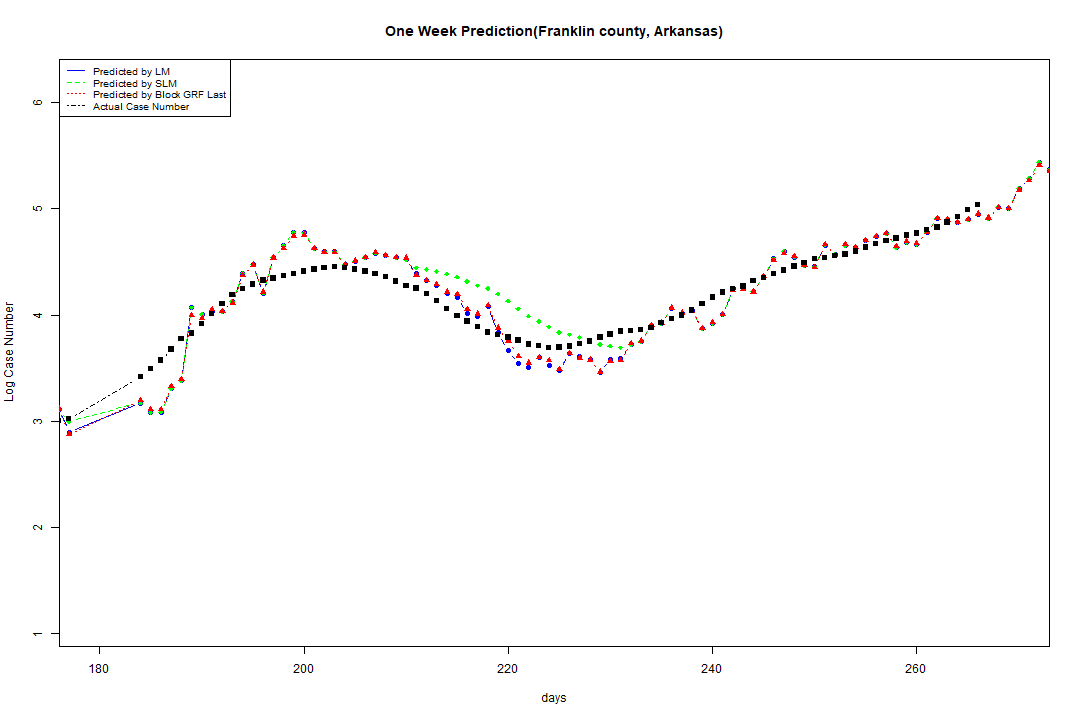 One Week Prediction(Franklin county, Arkansas)
Predicted by LM
Predicted by SLM
Predicted by Block GRF Last
Actual Case Number
6
5
4
3
2
1
Log Case Number
180 200 220 240 260
days